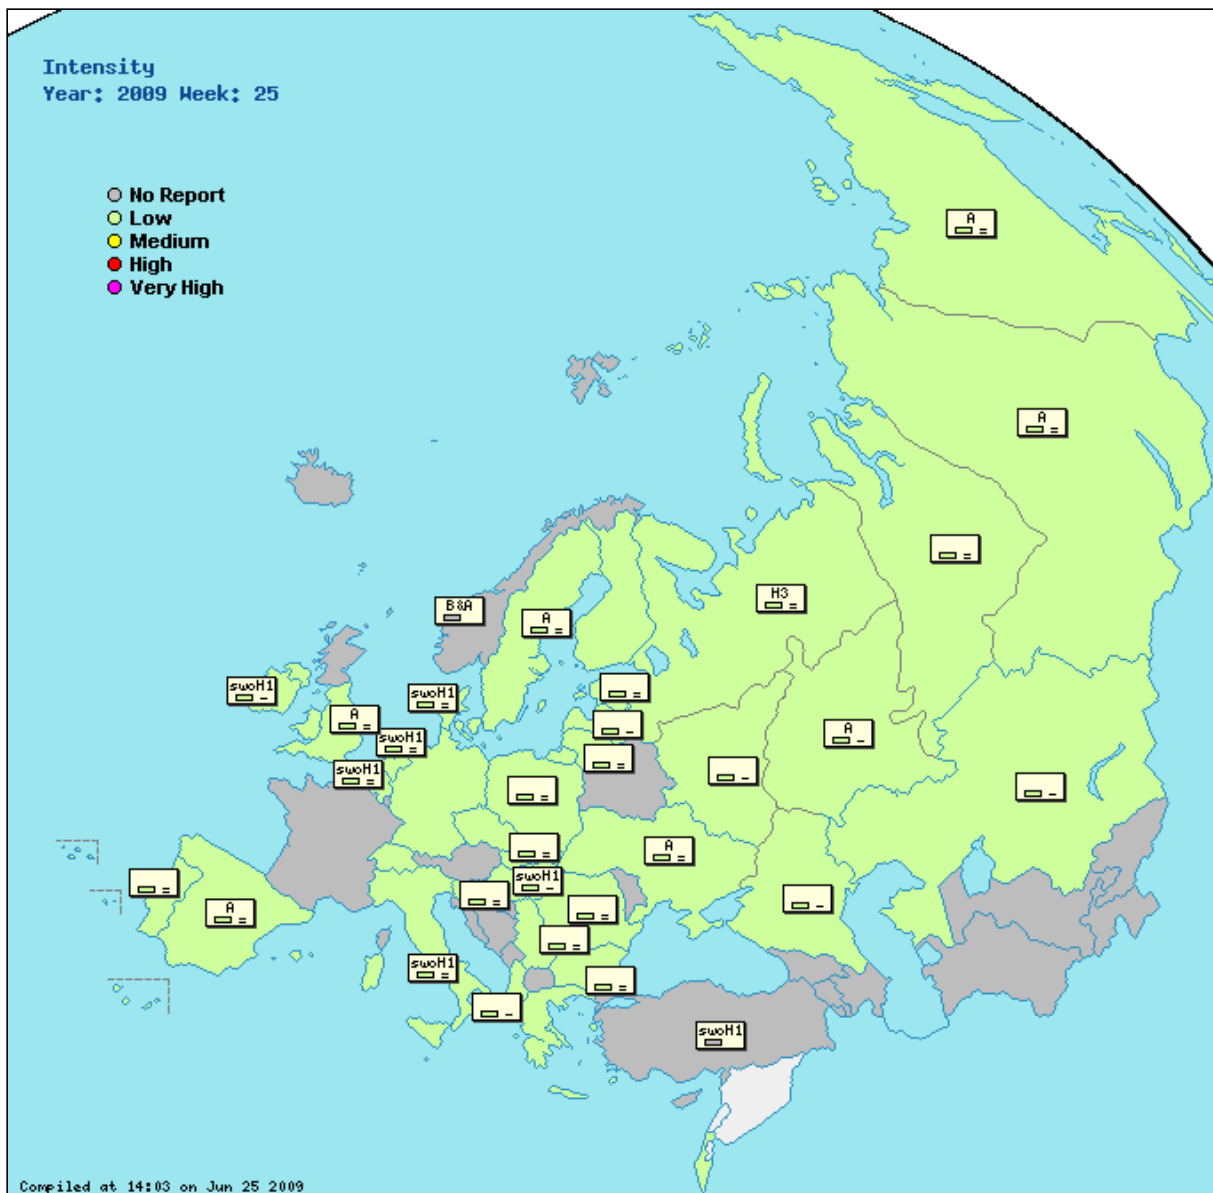 Intensity
Year: 2009 Week: 25
No Report
Low
Medium
High
Very High
A
=
A
=
=
H3
=
B&A
A
=
swoH1
–
swoH1
=
=
A
=
–
swoH1
=
=
swoH1
=
A
–
–
=
–
=
A
=
swoH1
–
=
=
–
A
=
=
=
swoH1
=
=
–
swoH1
Compiled at 14:03 on Jun 25 2009